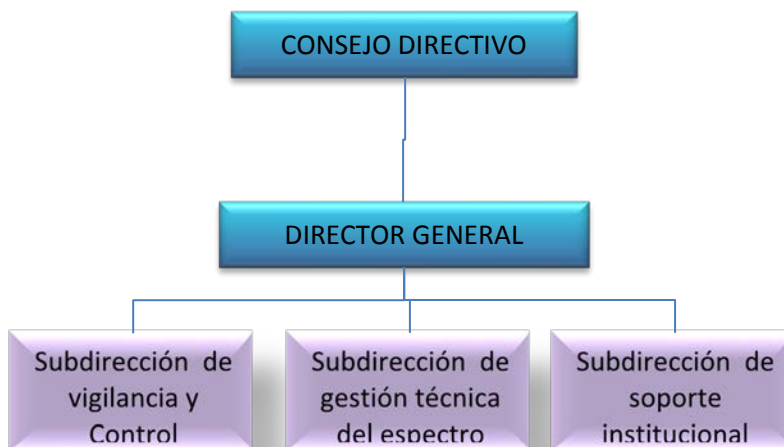 CONSEJO DIRECTIVO
DIRECTOR GENERAL
Subdirección de
vigilancia y
Control
Subdirección de
gestión técnica
del espectro
Subdirección de
soporte
institucional